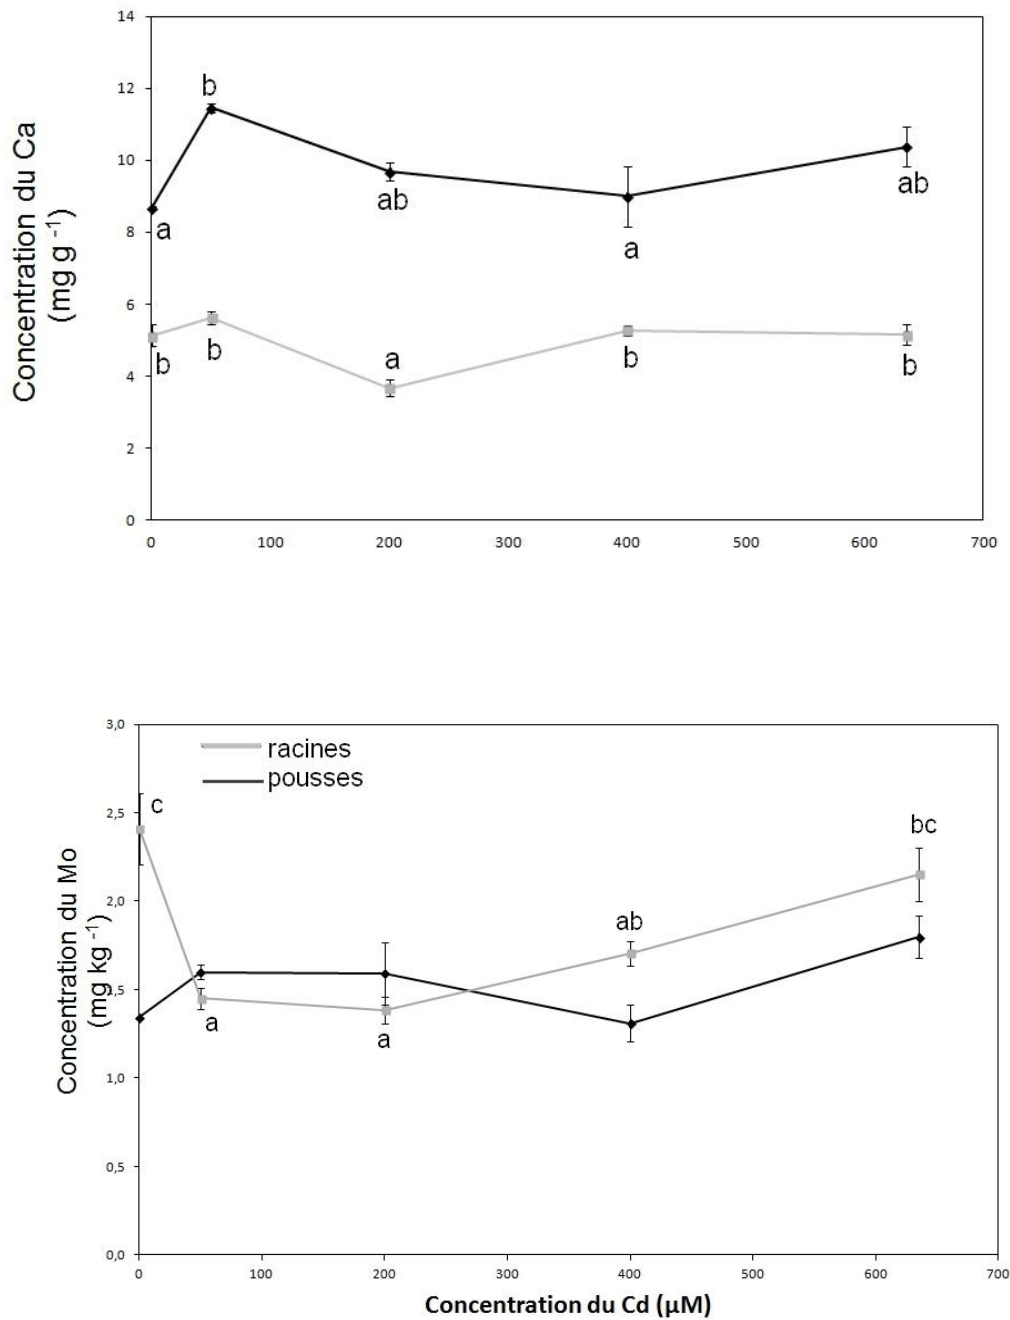 14
12
10
8
6
4
2
0
Concentration du Ca
(mg g -1)
b
a
ab
a
ab
b
b
a
b
b
0 100 200 300 400 500 600 700
3,0
2,5
2,0
1,5
1,0
0,5
0,0
Concentration du Mo
(mg kg -1)
racines
pousses
c
a
a
ab
bc
0 100 200 300 400 500 600 700
Concentration du Cd (µM)